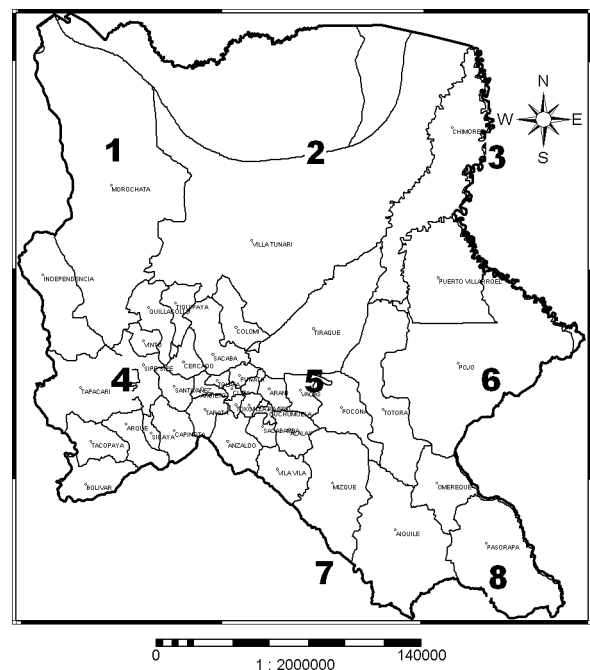 N
W E
S
1
2
3
CHIMORE
MOROCHATA
VILLA TUNARI
INDEPENDENCIA
PUERTO VILLARROEL
QUILLACOLLO
TIQUIPAYA
COLOMI
TIRAQUE
VINTO
SACABA
CERCADO
SIPE SIPE
4
5
6
POJO
TAPACARI
PUNATA
SANTIVAÑEZ
ARANI
VACAS
TARATA
POCONA
TOTORA
CUCHUMUELA
ARQUE
SICAYA
CAPINOTA
SACABAMBA
ALALAY
TACOPAYA
ANZALDO
VILA VILA
BOLIVAR
MIZQUE
OMEREQUE
AIQUILE
PASORAPA
7
8
0 140000
1 : 2000000